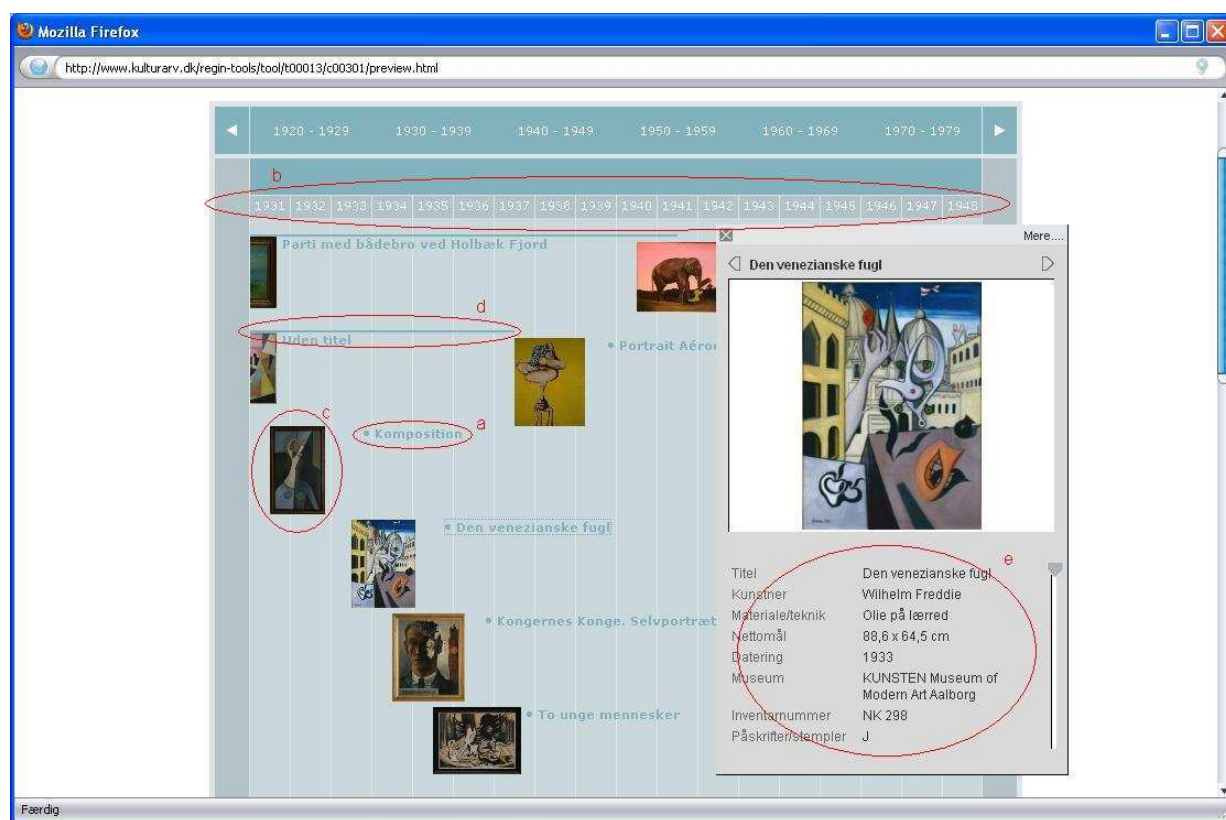 Mozilla Firefox
http://www.kulturarv.dk/regin-tools/tool/t00013/c00301/preview.html
1920 - 1929 1930 - 1939 1940 - 1949 1950 - 1959 1960 - 1969 1970 - 1979
b
1931 1932 1933 1934 1935 1936 1937 1938 1939 1940 1941 1942 1943 1944 1945 1946 1947 1948
Parti med bådebro ved Holbæk Fjord
d
Uden titel
• Portrait Aérod
c
• Komposition
a
• Den venezianske fugl
• Kongernes Konge. Selvportræt
• To unge mennesker
Mere....
Den venezianske fugl
e
Titel Den venezianske fugl
Kunstner Wilhelm Freddie
Materiale/teknik Olie på lærred
Nettomål 88,6 x 64,5 cm
Datering 1933
Museum KUNSTEN Museum of
Modern Art Aalborg
Inventarnummer NK 298
Påskrifter/stempler J
Færdig